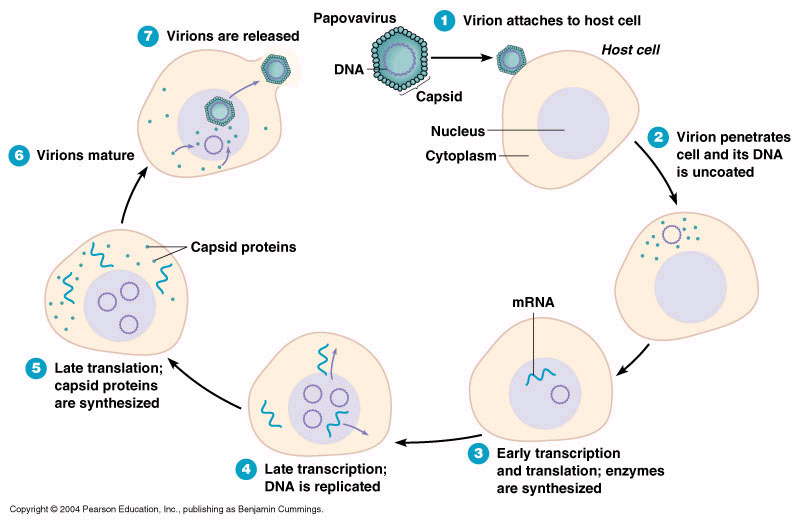 Papovavirus
DNA
Capsid
1 Virion attaches to host cell
Host cell
Nucleus
Cytoplasm
2 Virion penetrates
cell and its DNA
is uncoated
mRNA
3 Early transcription
and translation; enzymes
are synthesized
4 Late transcription;
DNA is replicated
5 Late translation;
capsid proteins
are synthesized
Capsid proteins
6 Virions mature
7 Virions are released
Copyright © 2004 Pearson Education, Inc., publishing as Benjamin Cummings.